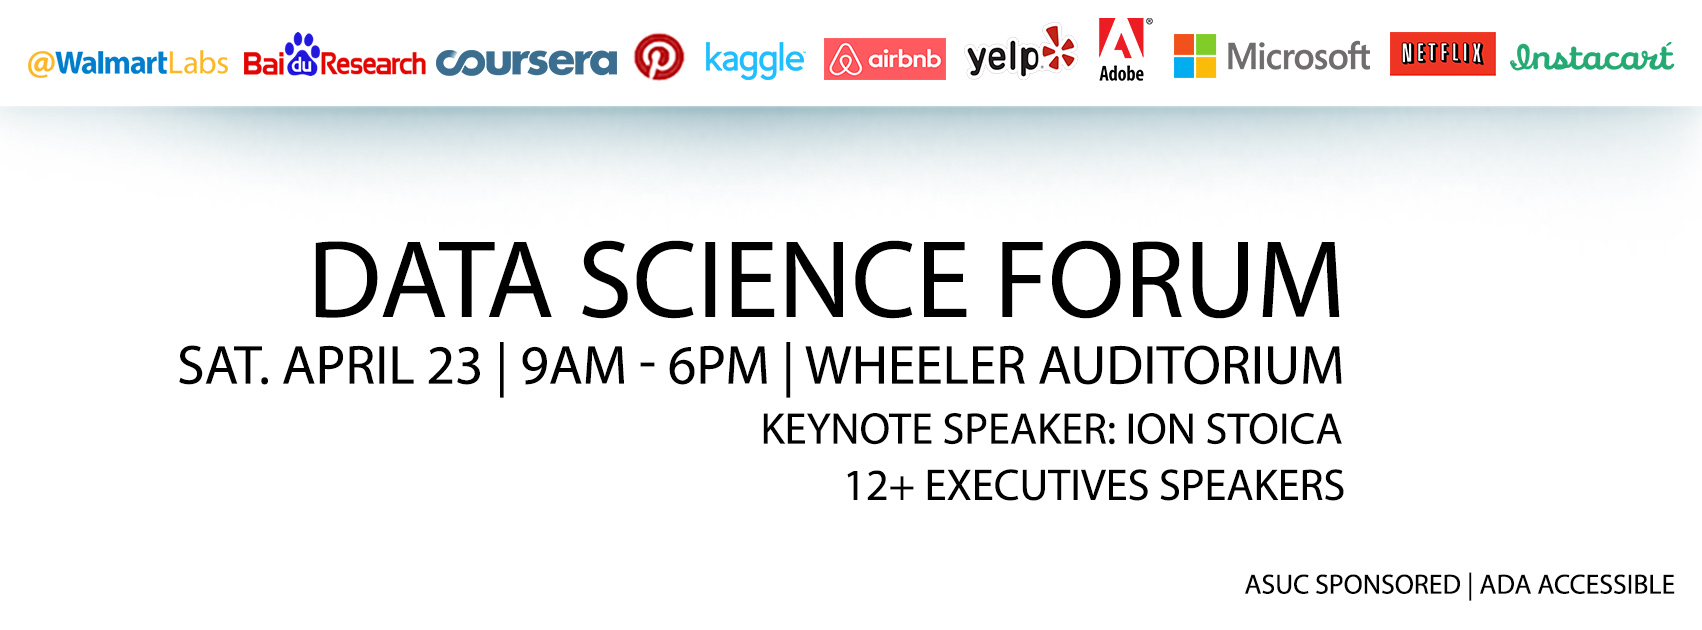 @WalmartLabs Bai du Research coursera kaggle airbnb yelp Adobe Microsoft NETFLIX Instacart
DATA SCIENCE FORUM
SAT. APRIL 23 | 9AM - 6PM | WHEELER AUDITORIUM
KEYNOTE SPEAKER: ION STOICA
12+ EXECUTIVES SPEAKERS
ASUC SPONSORED | ADA ACCESSIBLE